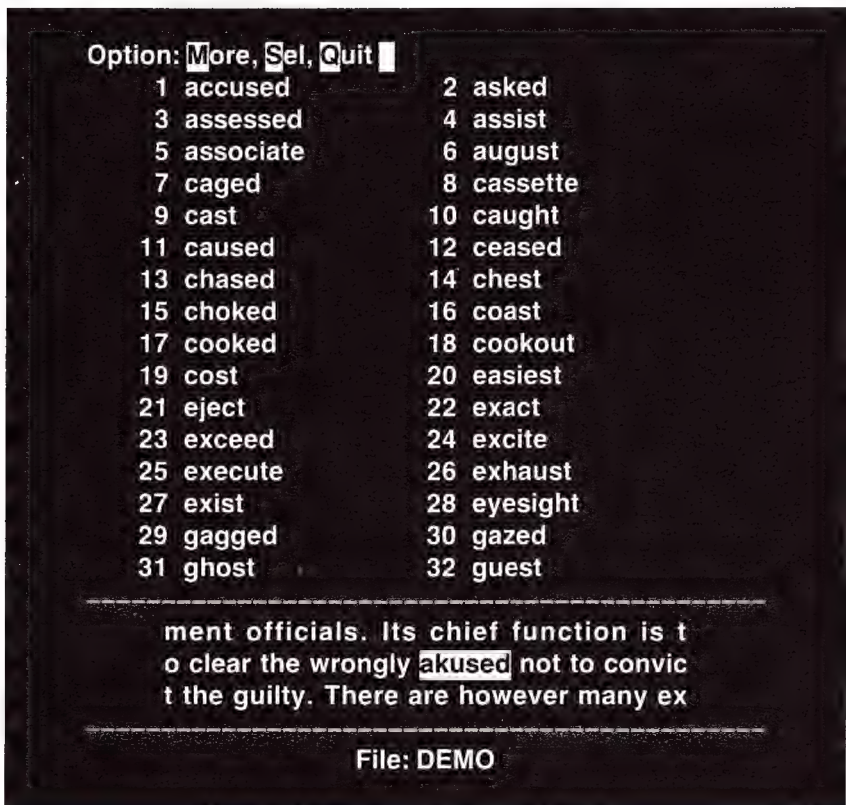 Option: More, Sel, Quit
1 accused 2 asked
3 assessed 4 assist
5 associate 6 august
7 caged 8 cassette
9 cast 10 caught
11 caused 12 ceased
13 chased 14 chest
15 choked 16 coast
17 cooked 18 cookout
19 cost 20 easiest
21 eject 22 exact
23 exceed 24 excite
25 execute 26 exhaust
27 exist 28 eyesight
29 gagged 30 gazed
31 ghost 32 guest
ment officials. Its chief function is t
o clear the wrongly akused not to convic
t the guilty. There are however many ex
File: DEMO